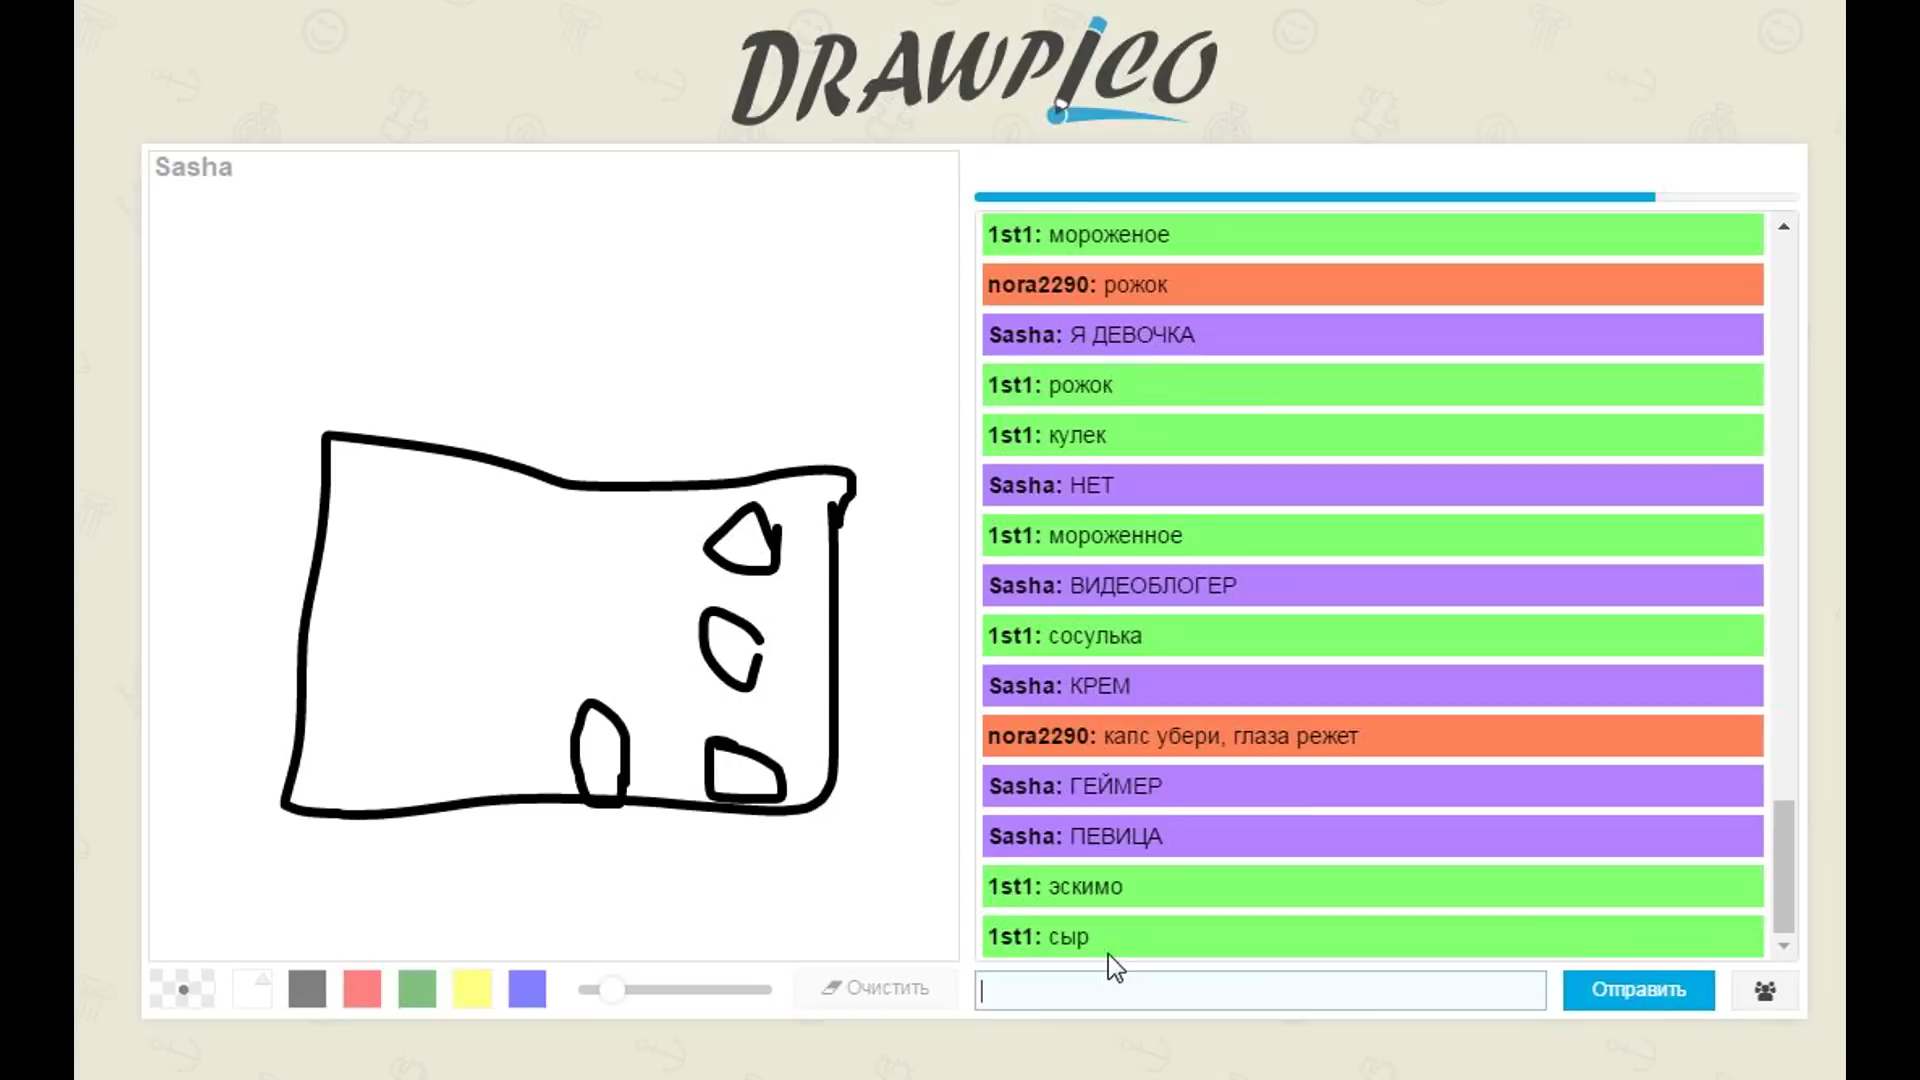 DRAWPICO
Sasha
1st1: мороженое
nora2290: рожок
Sasha: Я ДЕВОЧКА
1st1: рожок
1st1: кулек
Sasha: НЕТ
1st1: мороженное
Sasha: ВИДЕОБЛОГЕР
1st1: сосулька
Sasha: КРЕМ
nora2290: капс убери, глаза режет
Sasha: ГЕЙМЕР
Sasha: ПЕВИЦА
1st1: эскимо
1st1: сыр
Очистить
Отправить